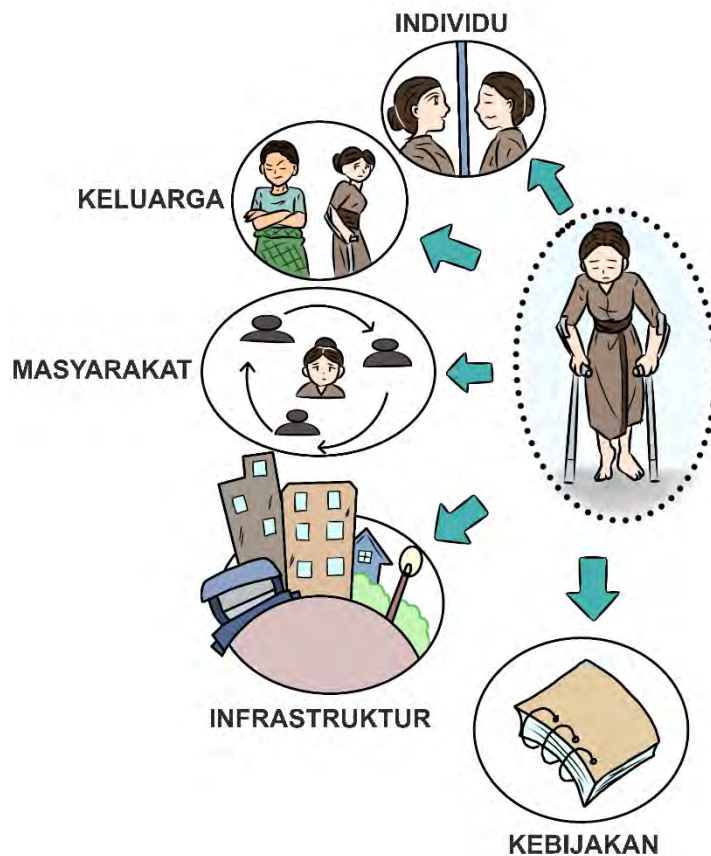 INDIVIDU
KELUARGA
MASYARAKAT
INFRASTRUKTUR
KEBIJAKAN